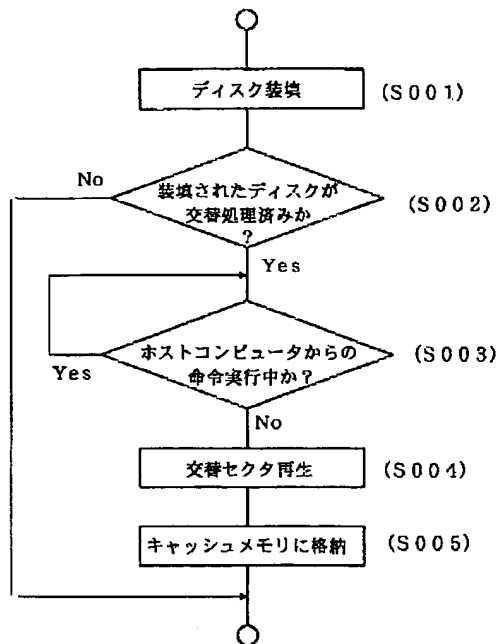 ディスク装填
(S001)
No
装填されたディスクが
交替処理済みか
?
(S002)
Yes
ホストコンピュータからの
命令実行中か?
(S003)
Yes
No
交替セクタ再生
(S004)
キャッシュメモリに格納
(S005)